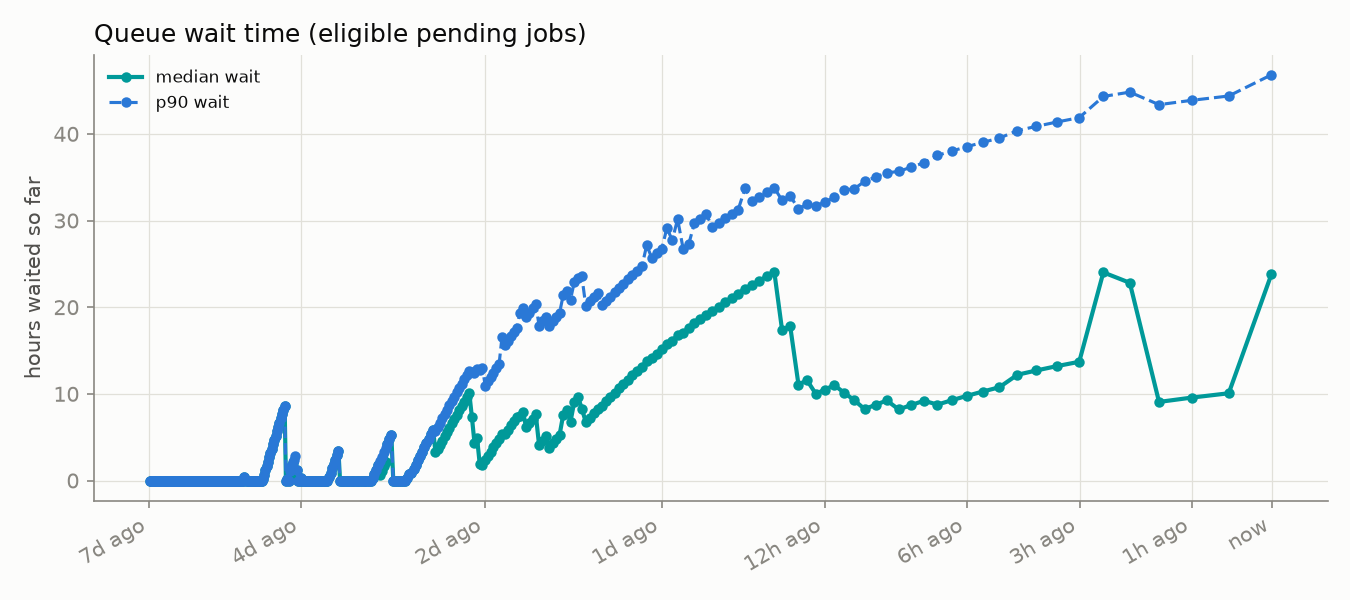 Queue wait time (eligible pending jobs)
median wait
p90 wait
hours waited so far
40
30
20
10
0
7d ago
4d ago
2d ago
1d ago
12h ago
6h ago
3h ago
1h ago
now